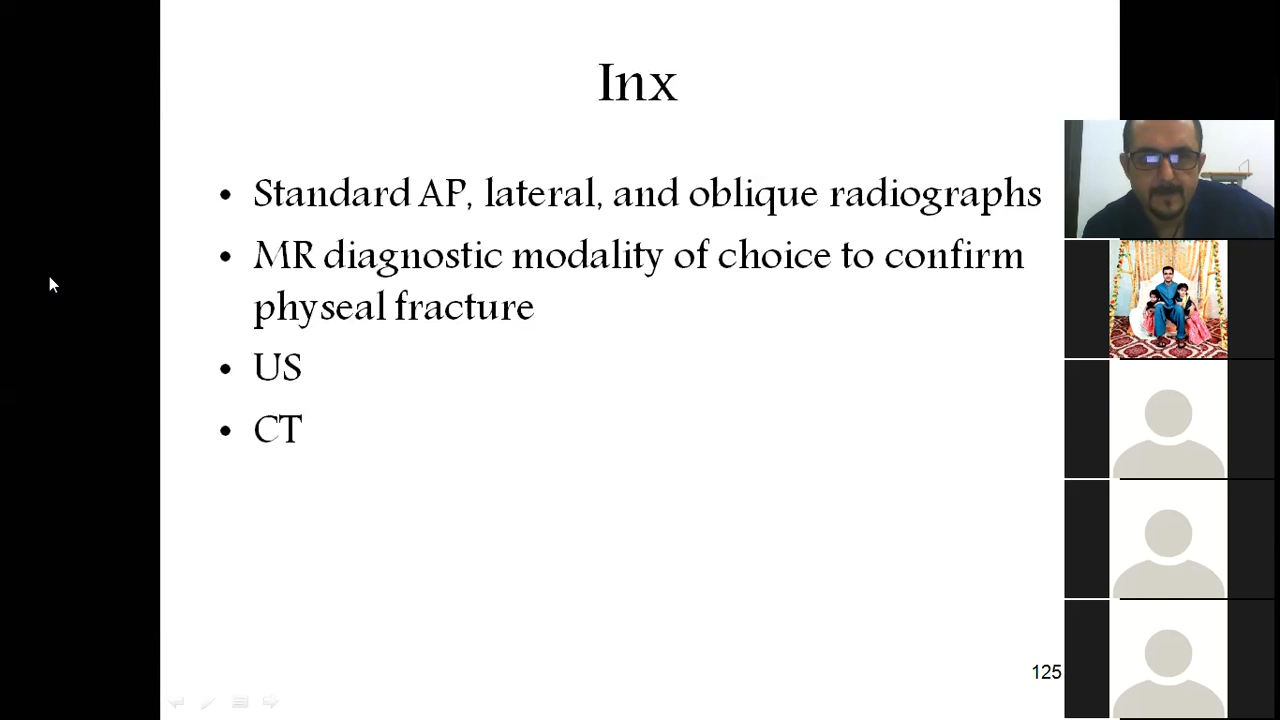 Inx
• Standard AP, lateral, and oblique radiographs
• MR diagnostic modality of choice to confirm
physeal fracture
• US
• CT
125